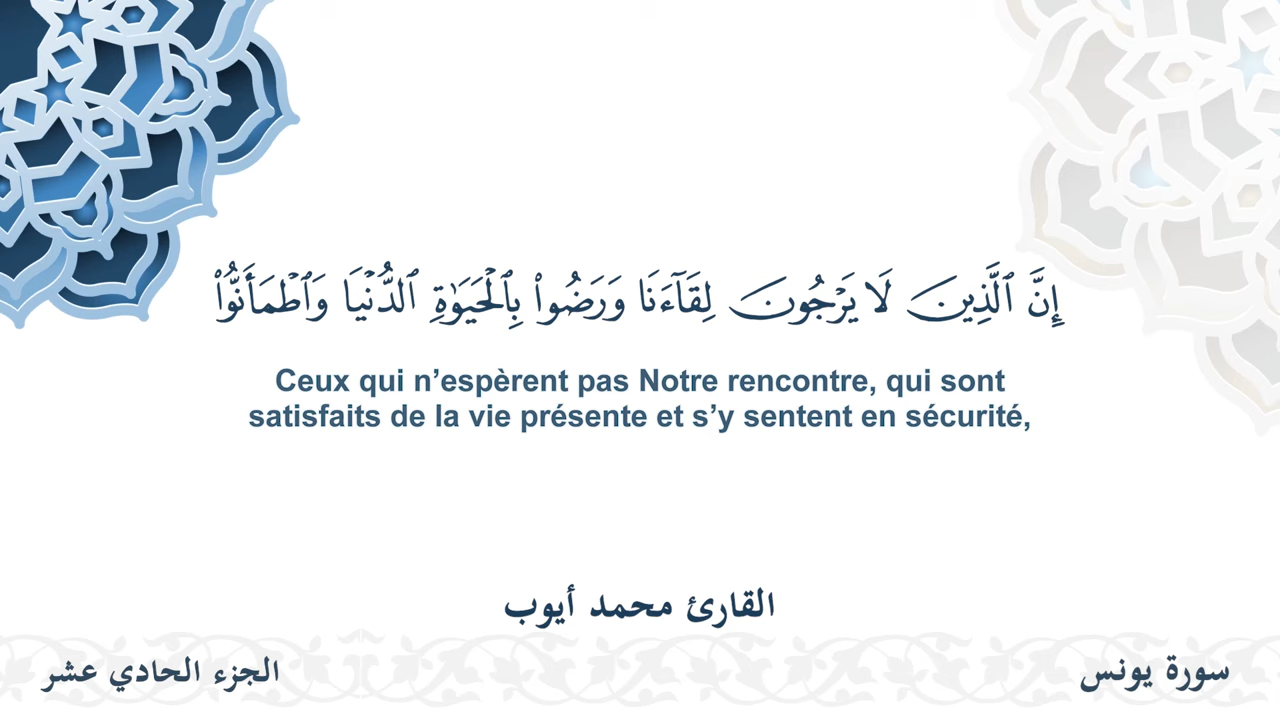 إِنَّ ٱلَّذِينَ لَا يَرْجُونَ لِقَآءَنَا وَرَضُوا۟ بِٱلْحَيَوٰةِ ٱلدُّنْيَا وَٱطْمَأَنُّوا۟
Ceux qui n’espèrent pas Notre rencontre, qui sont
satisfaits de la vie présente et s’y sentent en sécurité,
القارئ محمد أيوب
سورة يونس
الجزء الحادي عشر